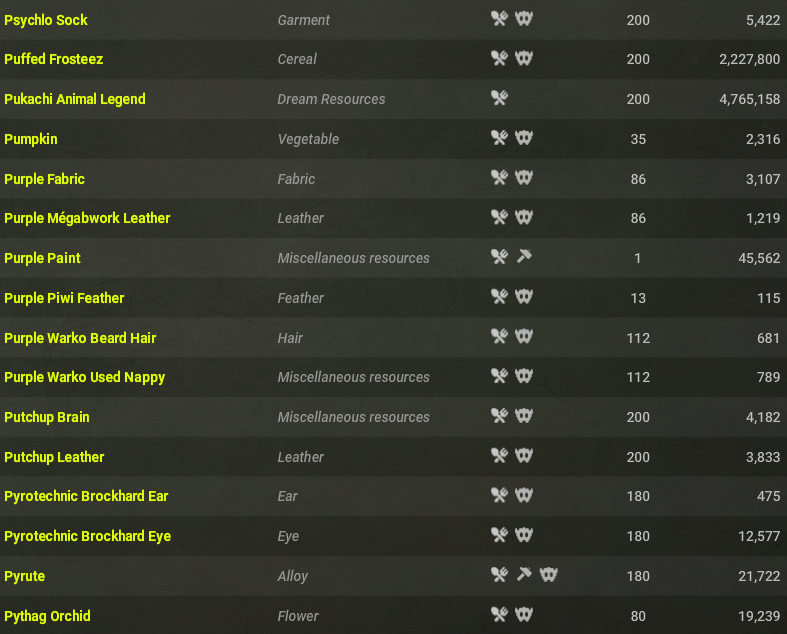 Psychlo Sock Garment 200 5,422
Puffed Frosteez Cereal 200 2,227,800
Pukachi Animal Legend Dream Resources 200 4,765,158
Pumpkin Vegetable 35 2,316
Purple Fabric Fabric 86 3,107
Purple Mégabwork Leather Leather 86 1,219
Purple Paint Miscellaneous resources 1 45,562
Purple Piwi Feather Feather 13 115
Purple Warko Beard Hair Hair 112 681
Purple Warko Used Nappy Miscellaneous resources 112 789
Putchup Brain Miscellaneous resources 200 4,182
Putchup Leather Leather 200 3,833
Pyrotechnic Brockhard Ear Ear 180 475
Pyrotechnic Brockhard Eye Eye 180 12,577
Pyrute Alloy 180 21,722
Pythag Orchid Flower 80 19,239